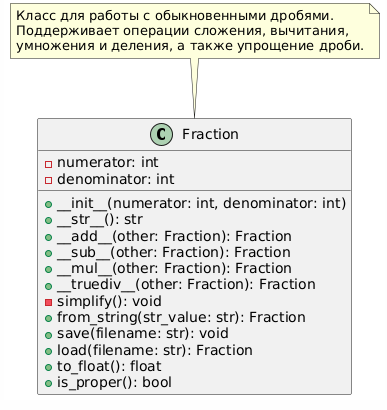 Класс для работы с обыкновенными дробями.
Поддерживает операции сложения, вычитания,
умножения и деления, а также упрощение дроби.
C Fraction
numerator: int
denominator: int
__init__(numerator: int, denominator: int)
__str__(): str
__add__(other: Fraction): Fraction
__sub__(other: Fraction): Fraction
__mul__(other: Fraction): Fraction
__truediv__(other: Fraction): Fraction
simplify(): void
from_string(str_value: str): Fraction
save(filename: str): void
load(filename: str): Fraction
to_float(): float
is_proper(): bool